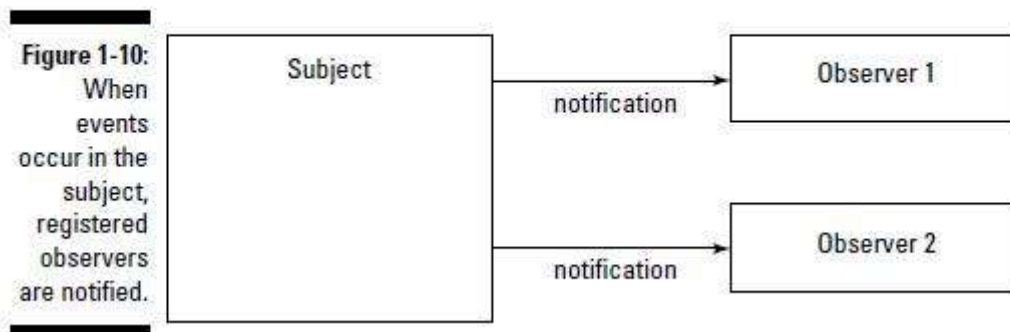 Figure 1-10:
When
events
occur in the
subject,
registered
observers
are notified.
Subject
notification
Observer 1
notification
Observer 2